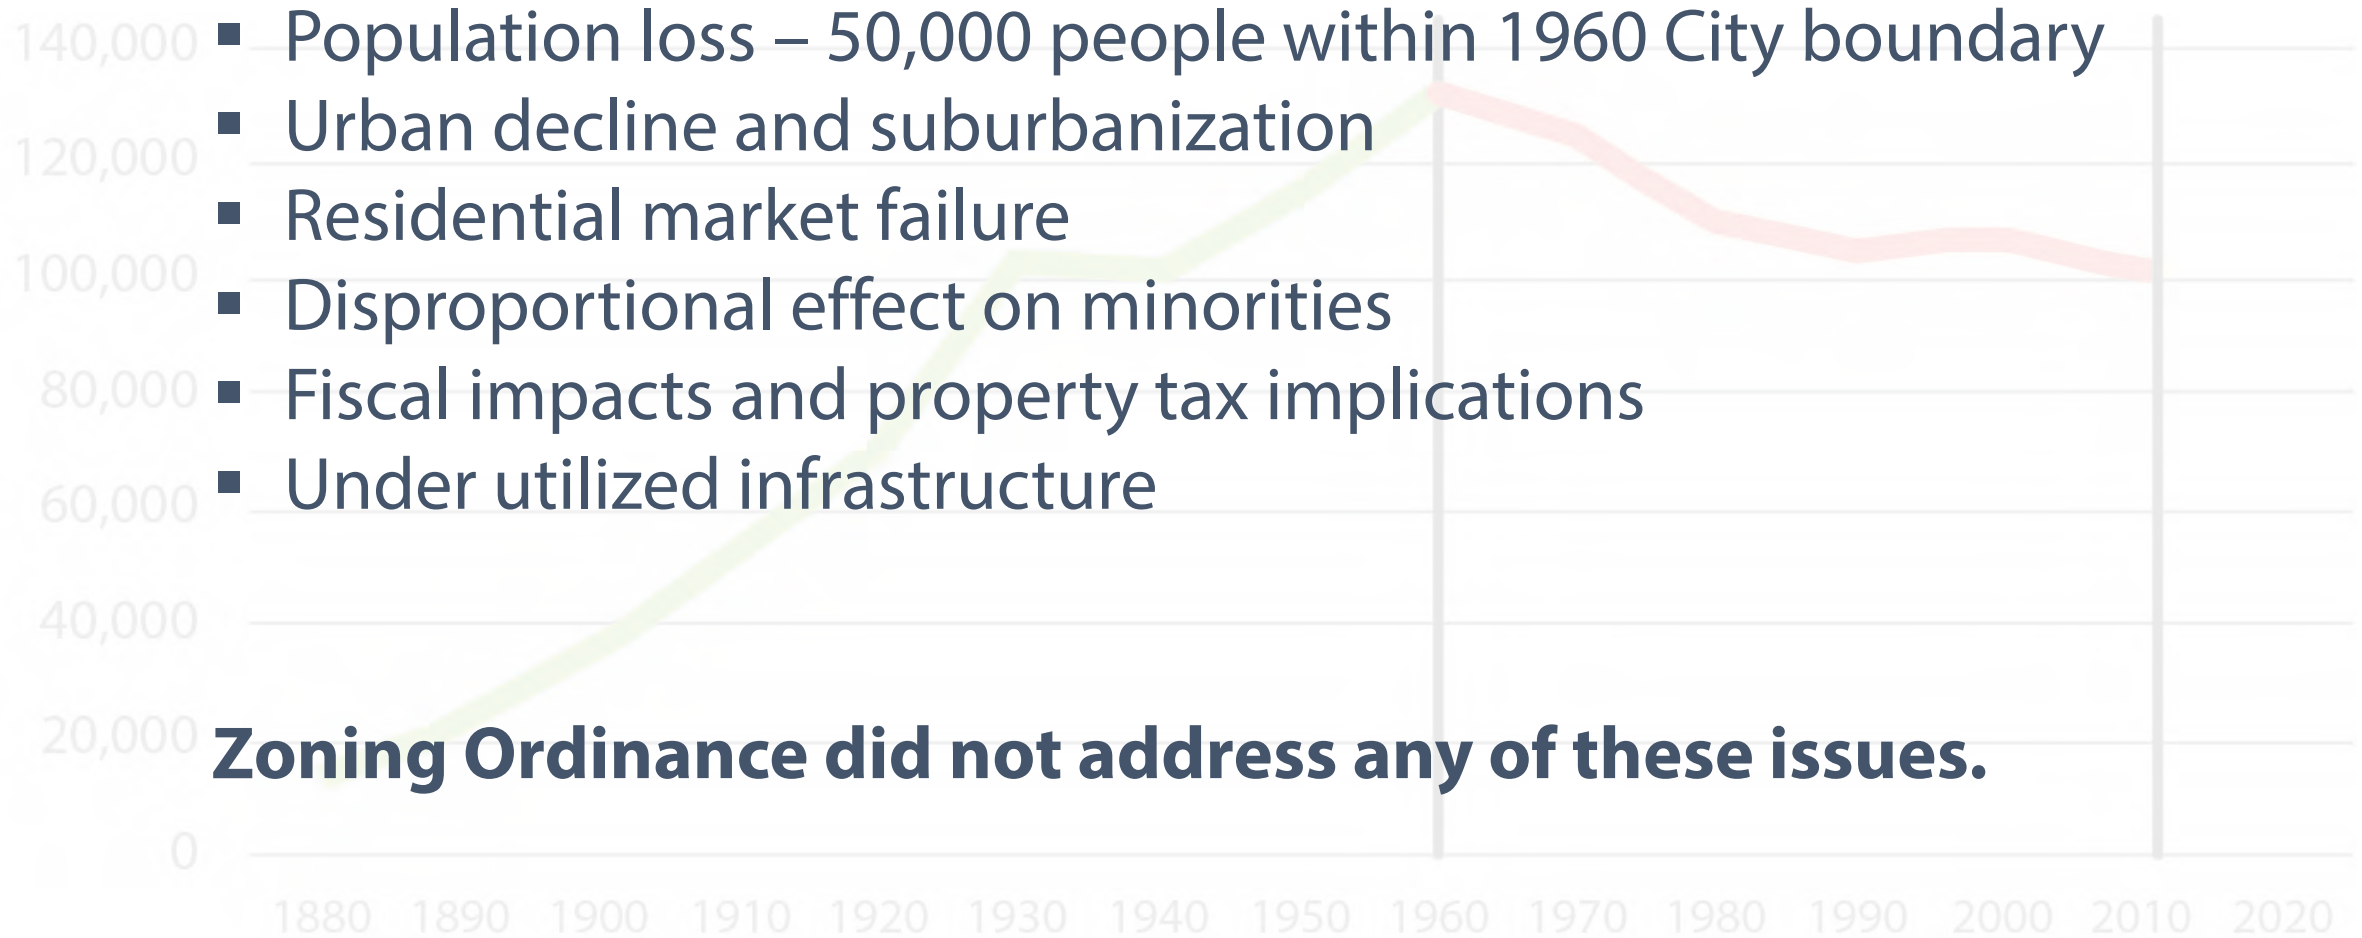 140,000
▪ Population loss – 50,000 people within 1960 City boundary
▪ Urban decline and suburbanization
120,000
▪ Residential market failure
100,000
▪ Disproportional effect on minorities
80,000
▪ Fiscal impacts and property tax implications
60,000
▪ Under utilized infrastructure
40,000
20,000
Zoning Ordinance did not address any of these issues.
0
1880 1890 1900 1910 1920 1930 1940 1950 1960 1970 1980 1990 2000 2010 2020